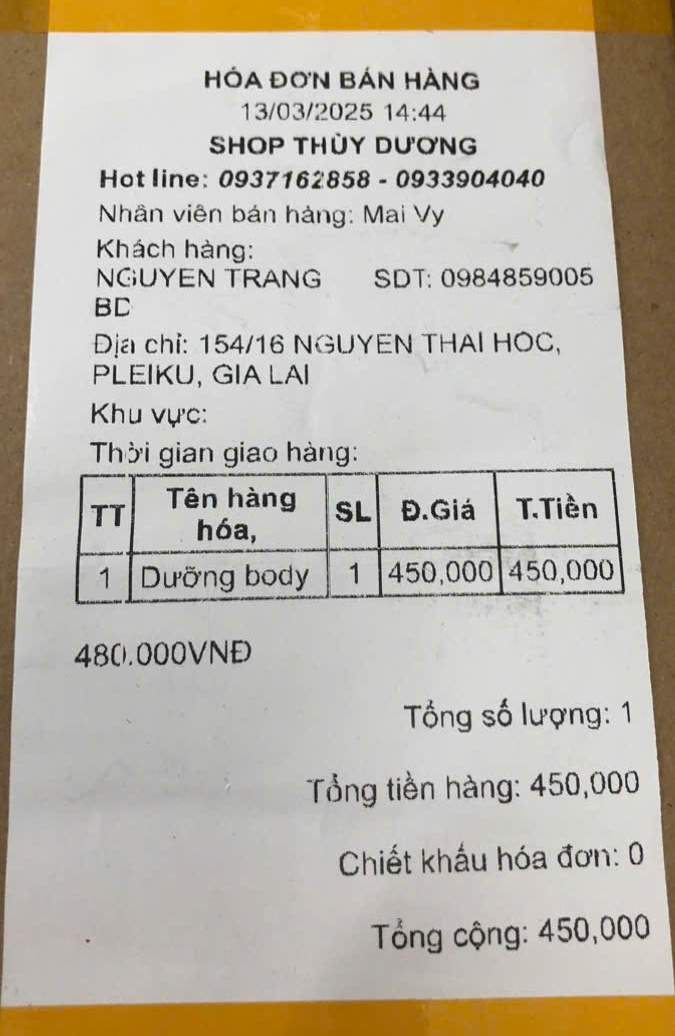 HÓA ĐƠN BÁN HÀNG
13/03/2025 14:44
SHOP THÙY DƯƠNG
Hot line: 0937162858 - 0933904040
Nhân viên bán hàng: Mai Vy
Khách hàng:
NGUYEN TRANG SDT: 0984859005
BD
Địa chỉ: 154/16 NGUYEN THAI HOC,
PLEIKU, GIA LAI
Khu vực:
Thời gian giao hàng:
TT Tên hàng hóa, SL Đ.Giá T.Tiền
1 Dưỡng body 1 450,000 450,000
480.000VNĐ
Tổng số lượng: 1
Tổng tiền hàng: 450,000
Chiết khấu hóa đơn: 0
Tổng cộng: 450,000